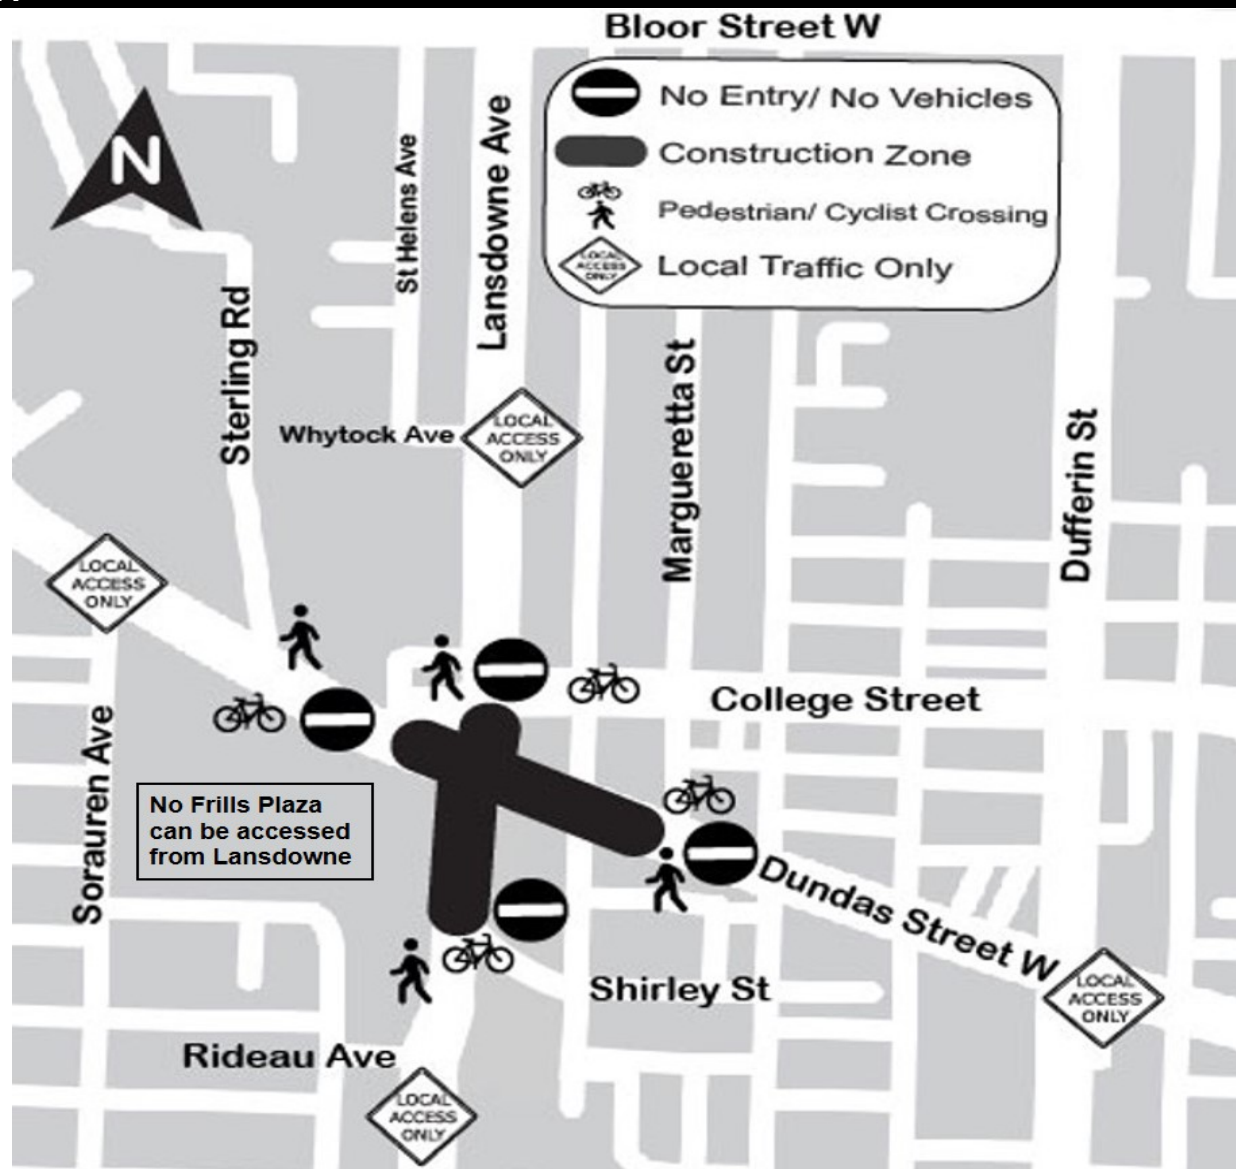 Bloor Street W
No Entry/ No Vehicles
Construction Zone
Pedestrian/ Cyclist Crossing
LOCAL
ACCESS
ONLY
Local Traffic Only
N
St Helens Ave
Lansdowne Ave
Sterling Rd
Margueretta St
Dufferin St
Whytock Ave
LOCAL
ACCESS
ONLY
LOCAL
ACCESS
ONLY
College Street
Sorauren Ave
No Frills Plaza
can be accessed
from Lansdowne
Dundas Street W
Shirley St
LOCAL
ACCESS
ONLY
Rideau Ave
LOCAL
ACCESS
ONLY